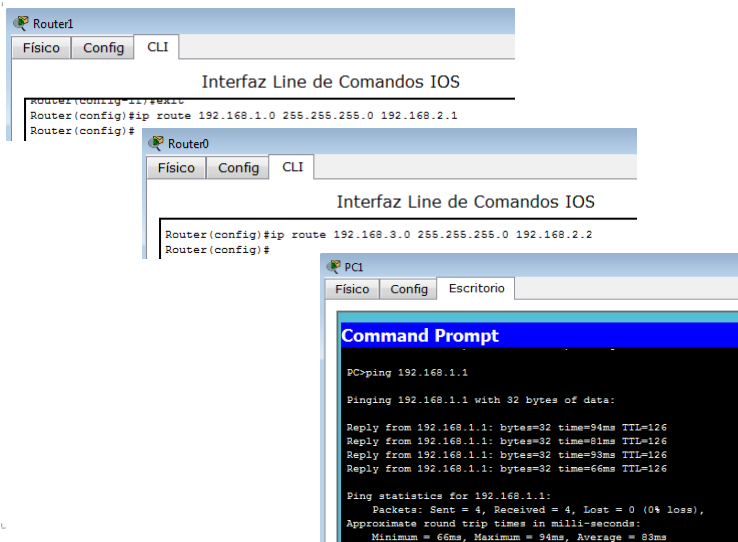 Router1
Físico Config CLI
Interfaz Line de Comandos IOS
Router(config-if)#exit
Router(config)#ip route 192.168.1.0 255.255.255.0 192.168.2.1
Router(config)#
Router0
Físico Config CLI
Interfaz Line de Comandos IOS
Router(config)#ip route 192.168.3.0 255.255.255.0 192.168.2.2
Router(config)#
PC1
Físico Config Escritorio
Command Prompt
PC>ping 192.168.1.1
Pinging 192.168.1.1 with 32 bytes of data:
Reply from 192.168.1.1: bytes=32 time=94ms TTL=126
Reply from 192.168.1.1: bytes=32 time=81ms TTL=126
Reply from 192.168.1.1: bytes=32 time=93ms TTL=126
Reply from 192.168.1.1: bytes=32 time=66ms TTL=126
Ping statistics for 192.168.1.1:
Packets: Sent = 4, Received = 4, Lost = 0 (0% loss),
Approximate round trip times in milli-seconds:
Minimum = 66ms, Maximum = 94ms, Average = 83ms